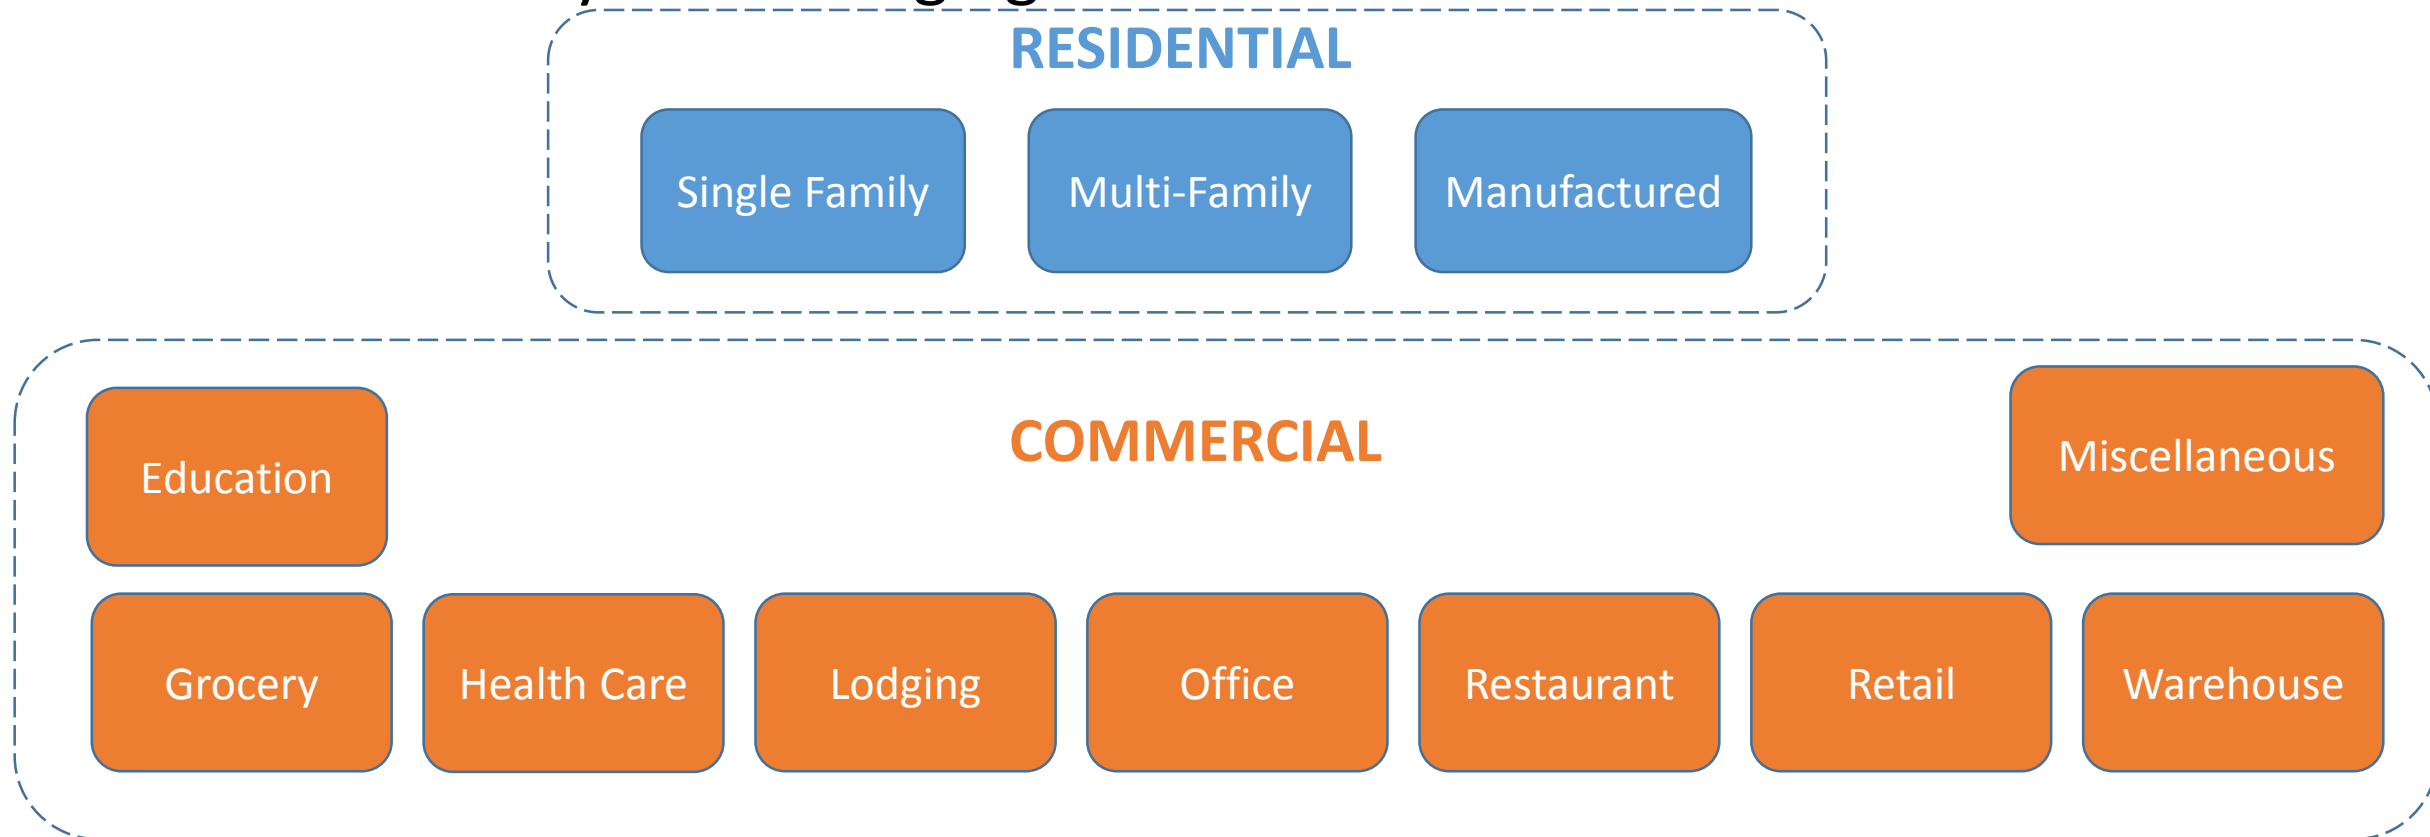 RESIDENTIAL
Single Family
Multi-Family
Manufactured
COMMERCIAL
Education
Miscellaneous
Grocery
Health Care
Lodging
Office
Restaurant
Retail
Warehouse